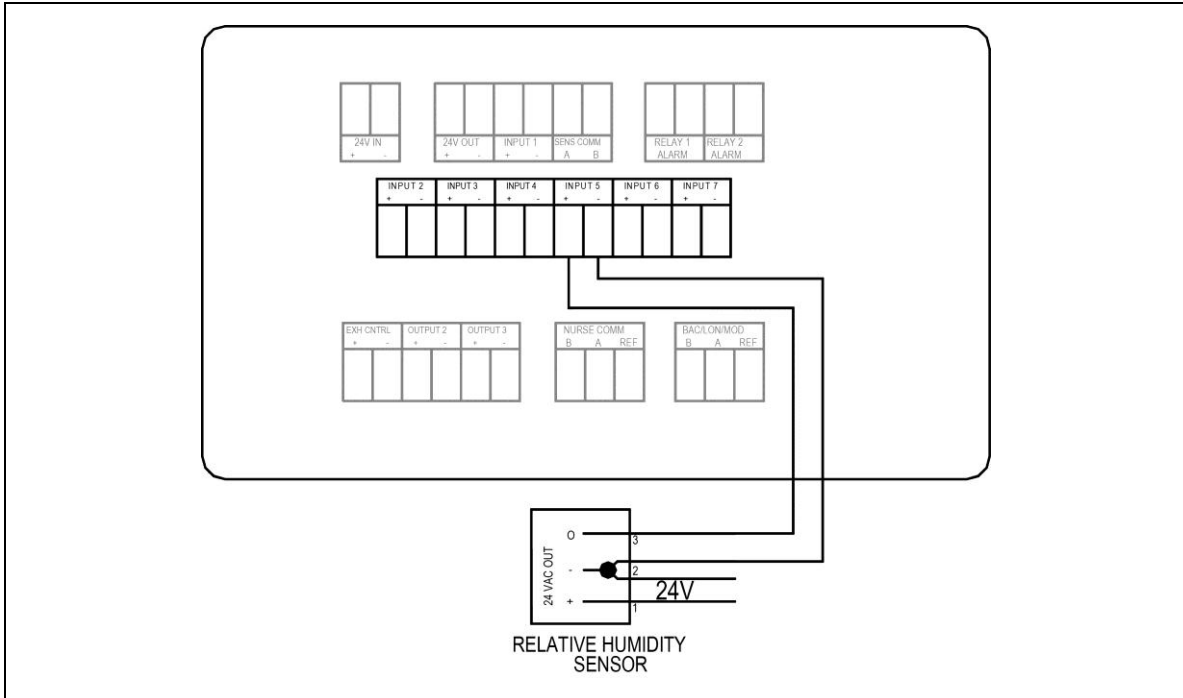 24V IN 24V OUT INPUT 1 SENS COMM RELAY 1 RELAY 2
+ - + - + - A B ALARM ALARM
INPUT 2 INPUT 3 INPUT 4 INPUT 5 INPUT 6 INPUT 7
+ - + - + - + - + - + -
EXH CNTRL OUTPUT 2 OUTPUT 3 NURSE COMM BAC/LON/MOD
+ - + - + - B A REF B A REF
24 VAC OUT
O 3
- 2
24V
+ 1
RELATIVE HUMIDITY
SENSOR